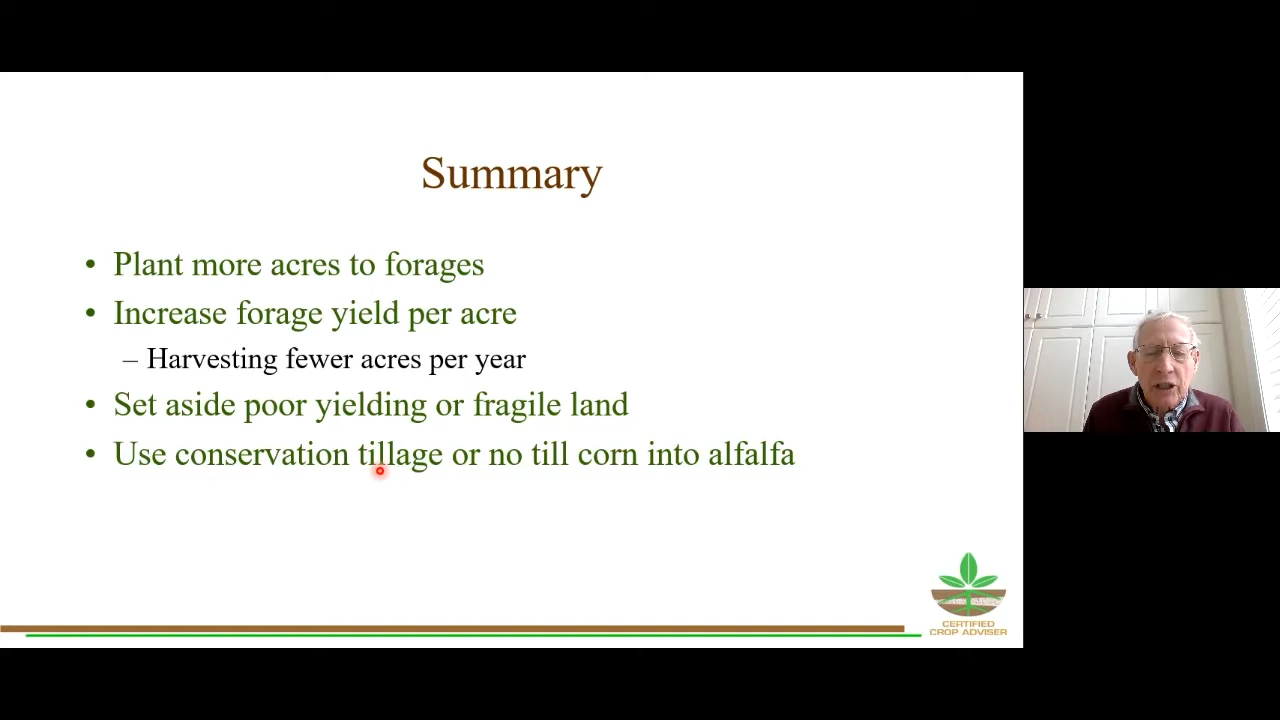 Summary
• Plant more acres to forages
• Increase forage yield per acre
– Harvesting fewer acres per year
• Set aside poor yielding or fragile land
• Use conservation tillage or no till corn into alfalfa
CERTIFIED
CROP ADVISER